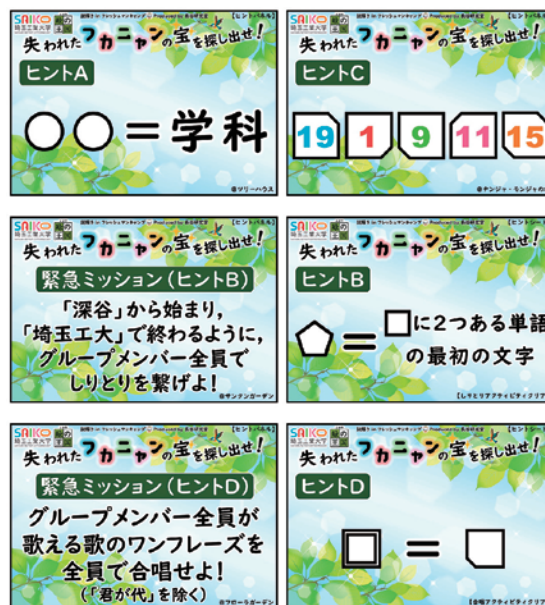 SAIKO
埼玉工業大学
失われたフカニャンの宝を探し出せ!
ヒントA
○○=学科
@ツリーハウス
SAIKO
埼玉工業大学
失われたフカニャンの宝を探し出せ!
ヒントC
19 1 9 11 15
SAIKO
埼玉工業大学
失われたフカニャンの宝を探し出せ!
緊急ミッション(ヒントB)
「深谷」から始まり,
「埼玉工大」で終わるように,
グループメンバー全員で
しりとりを繋げよ!
@サンクンガーデン
SAIKO
埼玉工業大学
失われたフカニャンの宝を探し出せ!
ヒントB
□に2つある単語
=
の最初の文字
SAIKO
埼玉工業大学
失われたフカニャンの宝を探し出せ!
緊急ミッション(ヒントD)
グループメンバー全員が
歌える歌のワンフレーズを
全員で合唱せよ!
(「君が代」を除く)
@フローラガーデン
SAIKO
埼玉工業大学
失われたフカニャンの宝を探し出せ!
ヒントD
=